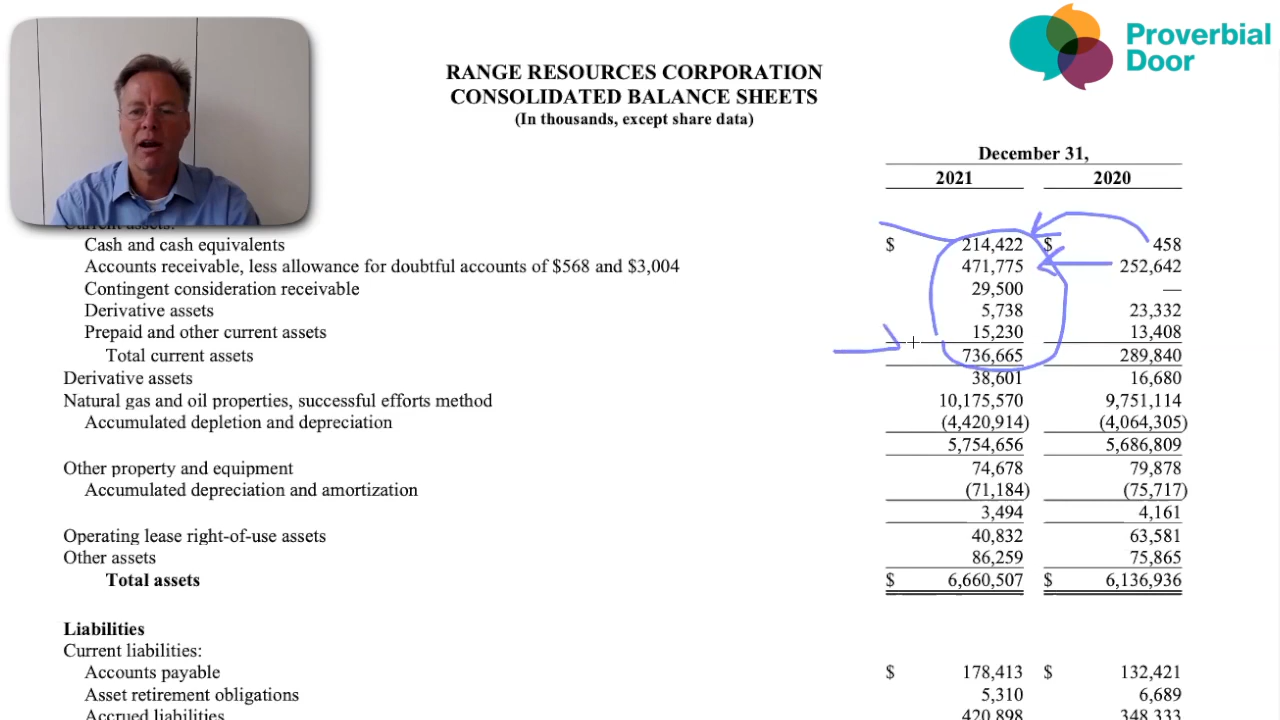 Proverbial
Door
RANGE RESOURCES CORPORATION
CONSOLIDATED BALANCE SHEETS
(In thousands, except share data)
December 31,
2021 2020
Current assets:
Cash and cash equivalents $ 214,422 $ 458
Accounts receivable, less allowance for doubtful accounts of $568 and $3,004 471,775 252,642
Contingent consideration receivable 29,500 —
Derivative assets 5,738 23,332
Prepaid and other current assets 15,230 13,408
Total current assets 736,665 289,840
Derivative assets 38,601 16,680
Natural gas and oil properties, successful efforts method 10,175,570 9,751,114
Accumulated depletion and depreciation (4,420,914) (4,064,305)
5,754,656 5,686,809
Other property and equipment 74,678 79,878
Accumulated depreciation and amortization (71,184) (75,717)
3,494 4,161
Operating lease right-of-use assets 40,832 63,581
Other assets 86,259 75,865
Total assets $ 6,660,507 $ 6,136,936
Liabilities
Current liabilities:
Accounts payable $ 178,413 $ 132,421
Asset retirement obligations 5,310 6,689
Accrued liabilities 420,898 348,333